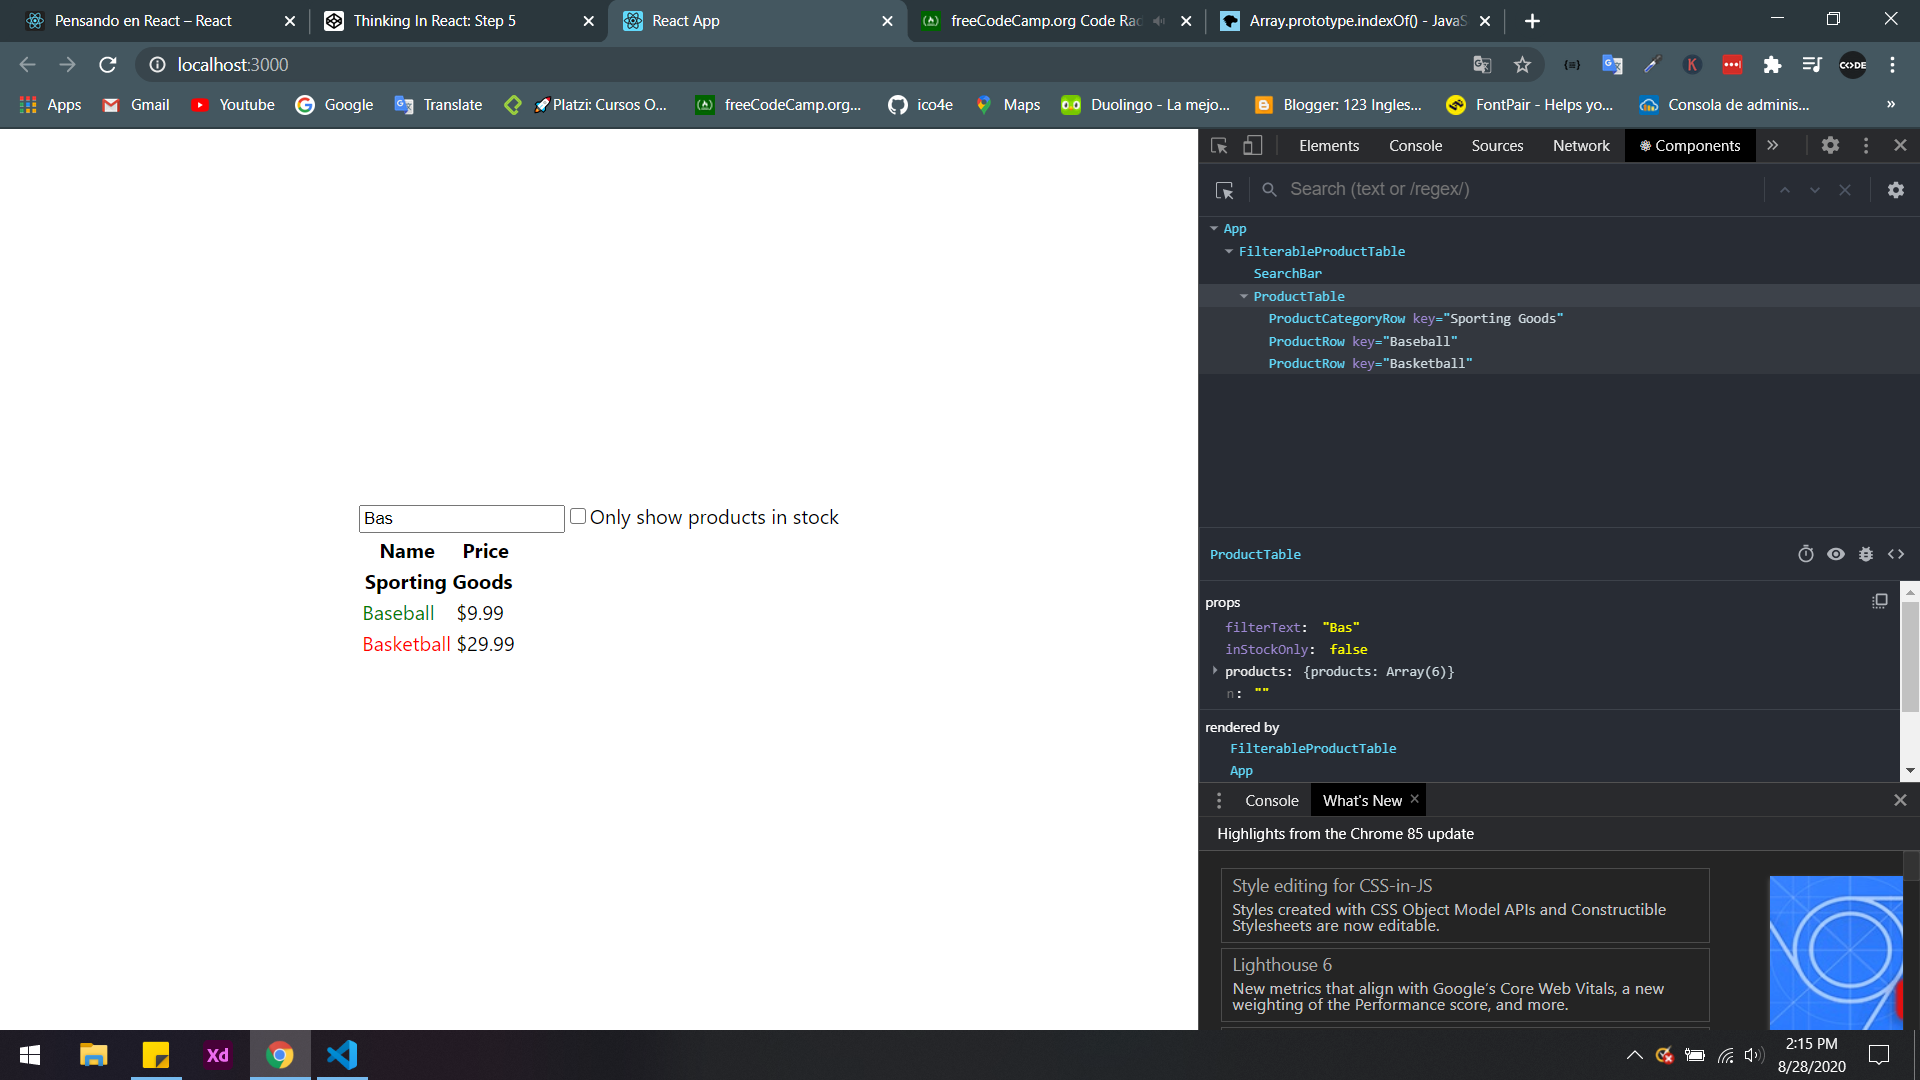 Pensando en React – React
Thinking In React: Step 5
React App
freeCodeCamp.org Code Rac
Array.prototype.indexOf() - JavaS
localhost:3000
Apps
Gmail
Youtube
Google
Translate
🚀Platzi: Cursos O...
freeCodeCamp.org...
ico4e
Maps
Duolingo - La mejo...
Blogger: 123 Ingles...
FontPair - Helps yo...
Consola de adminis...
»
Elements
Console
Sources
Network
Components
»
Search (text or /regex/)
App
FilterableProductTable
SearchBar
ProductTable
ProductCategoryRow key="Sporting Goods"
ProductRow key="Baseball"
ProductRow key="Basketball"
Bas
Only show products in stock
Name Price
Sporting Goods
Baseball $9.99
Basketball $29.99
ProductTable
props
filterText: "Bas"
inStockOnly: false
products: {products: Array(6)}
n: ""
rendered by
FilterableProductTable
App
Console
What's New
Highlights from the Chrome 85 update
Style editing for CSS-in-JS
Styles created with CSS Object Model APIs and Constructible
Stylesheets are now editable.
Lighthouse 6
New metrics that align with Google's Core Web Vitals, a new
weighting of the Performance score, and more.
Xd
2:15 PM
8/28/2020